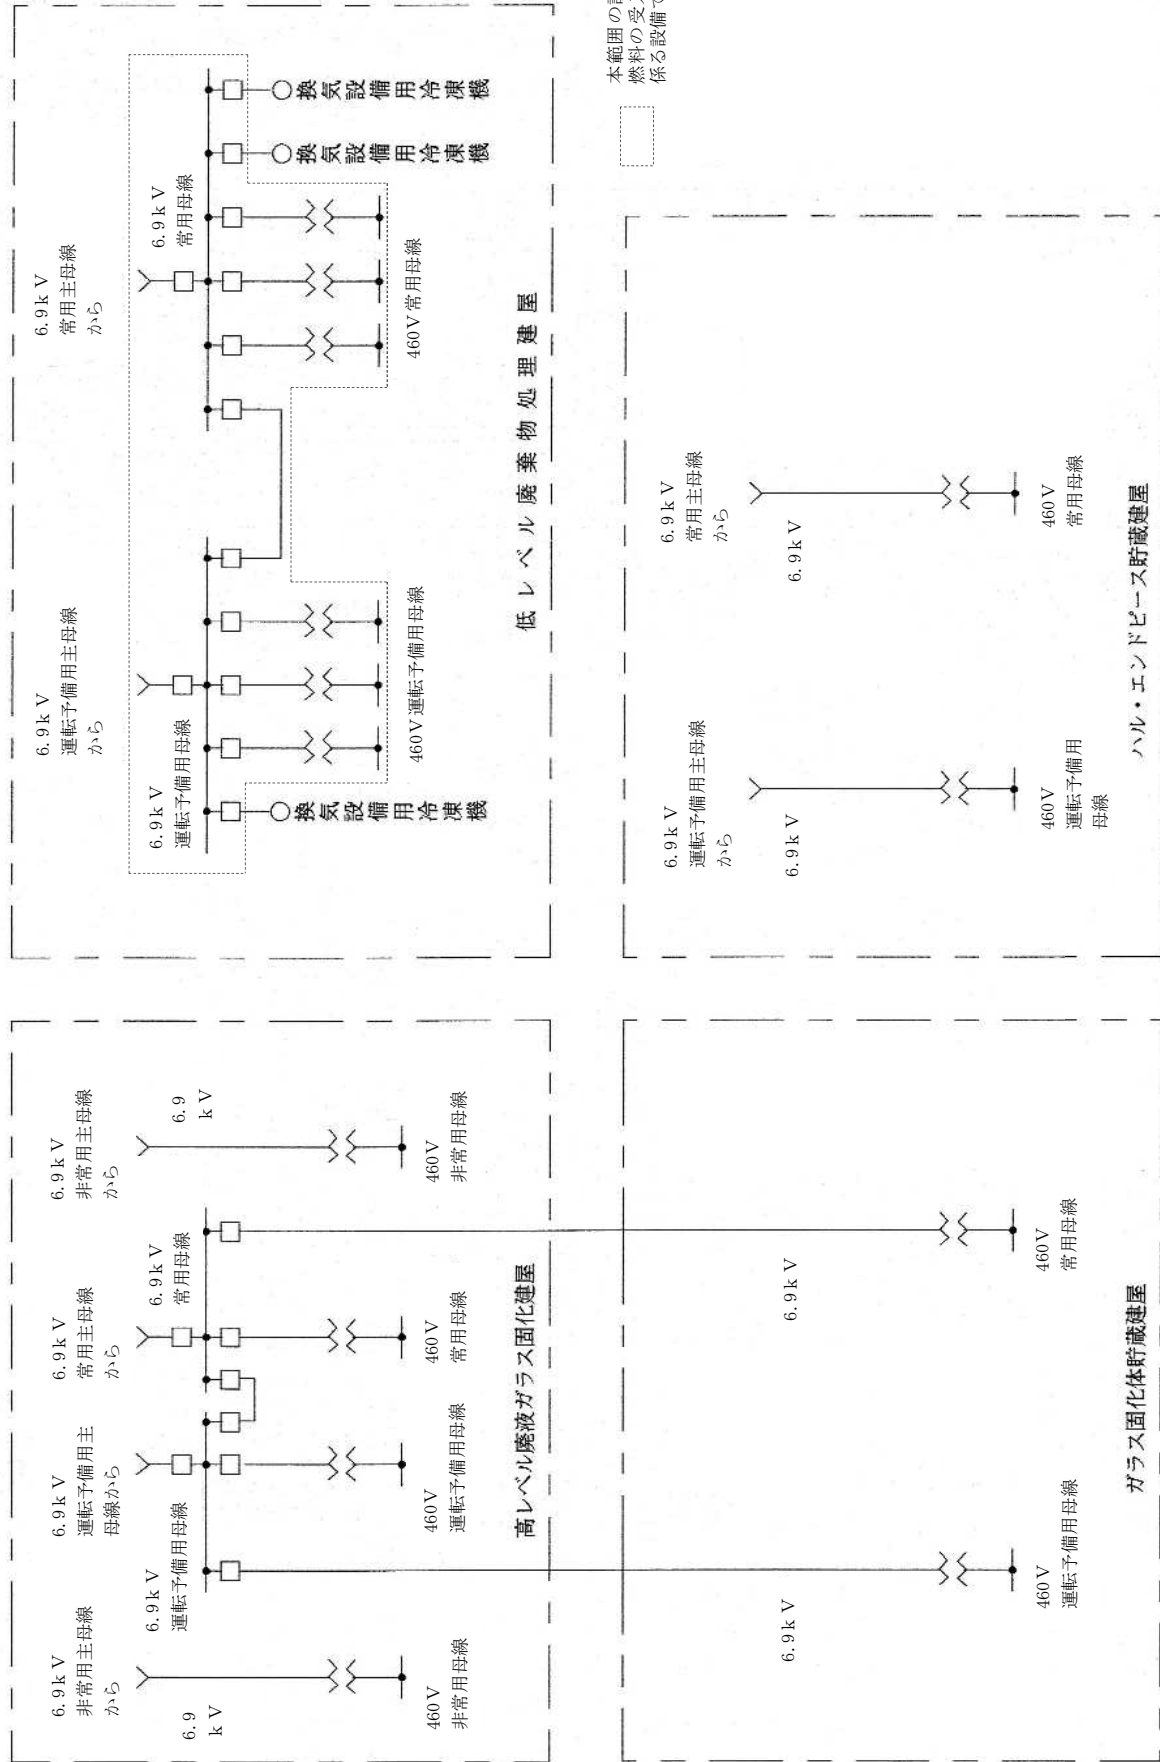 6.9kV
非常用主母線
から
6.9
kV
460V
非常用母線
6.9kV
運転予備用主
母線から
6.9kV
運転予備用母線
460V
運転予備用母線
6.9kV
常用主母線
から
6.9kV
常用母線
460V
常用母線
6.9kV
非常用主母線
から
6.9
kV
460V
非常用母線
高レベル廃液ガラス固化建屋
6.9kV
運転予備用主母線
から
6.9kV
運転予備用母線
換気設備用冷凍機
460V運転予備用母線
6.9kV
常用主母線
から
6.9kV
常用母線
460V常用母線
換気設備用冷凍機
換気設備用冷凍機
低レベル廃棄物処理建屋
6.9kV
460V
運転予備用母線
6.9kV
460V
常用母線
ガラス固化体貯蔵建屋
6.9kV
運転予備用主母線
から
6.9kV
460V
運転予備用
母線
6.9kV
常用主母線
から
6.9kV
460V
常用母線
ハル・エンドピース貯蔵建屋
本範囲の
燃料の受
係る設備